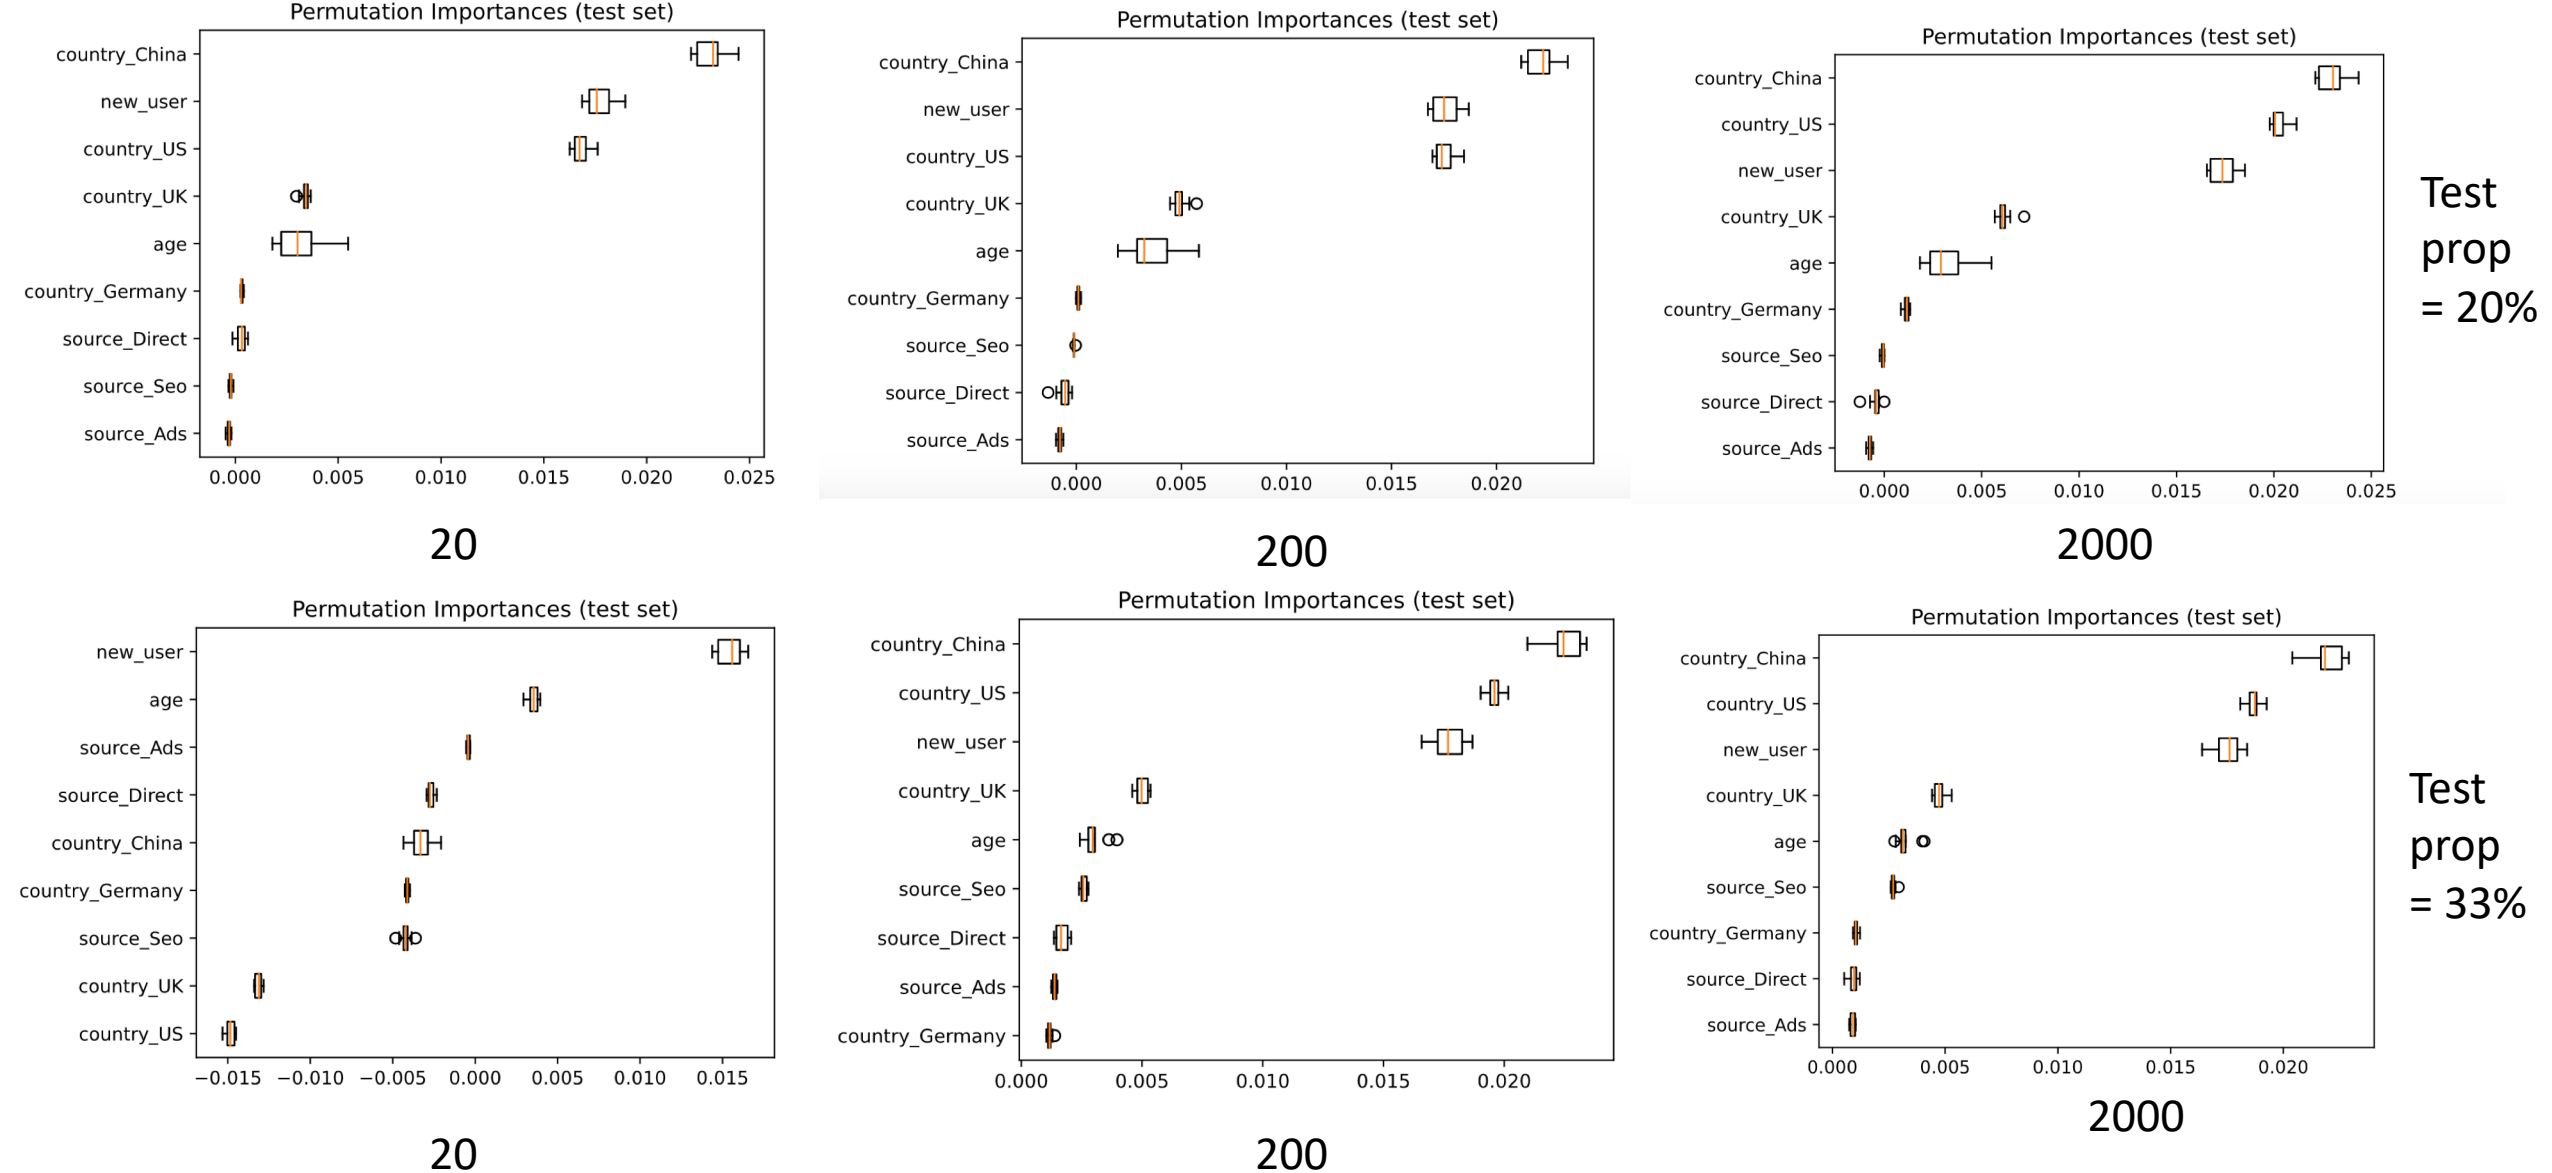 Permutation Importances (test set)
country_China
new_user
country_US
country_UK
age
country_Germany
source_Direct
source_Seo
source_Ads
0.000 0.005 0.010 0.015 0.020 0.025
20
Permutation Importances (test set)
country_China
new_user
country_US
country_UK
age
country_Germany
source_Seo
source_Direct
source_Ads
0.000 0.005 0.010 0.015 0.020
200
Permutation Importances (test set)
country_China
country_US
new_user
country_UK
age
country_Germany
source_Seo
source_Direct
source_Ads
0.000 0.005 0.010 0.015 0.020 0.025
2000
Test
prop
= 20%
Permutation Importances (test set)
new_user
age
source_Ads
source_Direct
country_China
country_Germany
source_Seo
country_UK
country_US
−0.015 −0.010 −0.005 0.000 0.005 0.010 0.015
20
Permutation Importances (test set)
country_China
country_US
new_user
country_UK
age
source_Seo
source_Direct
source_Ads
country_Germany
0.000 0.005 0.010 0.015 0.020
200
Permutation Importances (test set)
country_China
country_US
new_user
country_UK
age
source_Seo
country_Germany
source_Direct
source_Ads
0.000 0.005 0.010 0.015 0.020
2000
Test
prop
= 33%